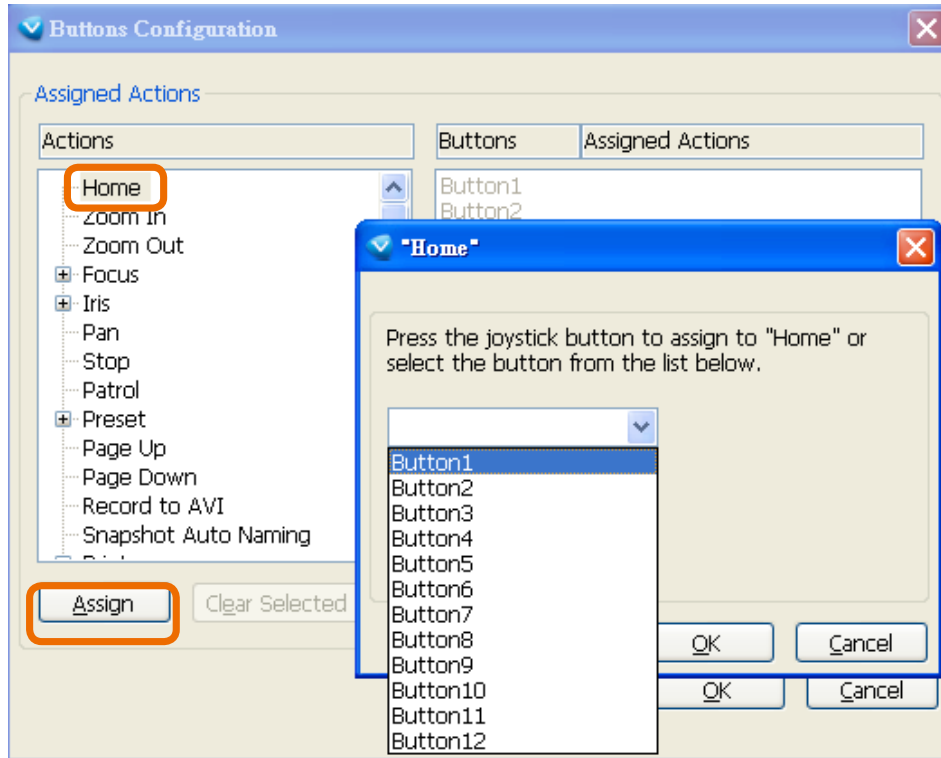 Buttons Configuration
Assigned Actions
Actions
Buttons
Assigned Actions
Home
Zoom In
Zoom Out
Focus
Iris
Pan
Stop
Patrol
Preset
Page Up
Page Down
Record to AVI
Snapshot Auto Naming
Assign
Clear Selected
Button1
Button2
"Home"
Press the joystick button to assign to "Home" or
select the button from the list below.
Button1
Button2
Button3
Button4
Button5
Button6
Button7
Button8
Button9
Button10
Button11
Button12
OK
Cancel
OK
Cancel